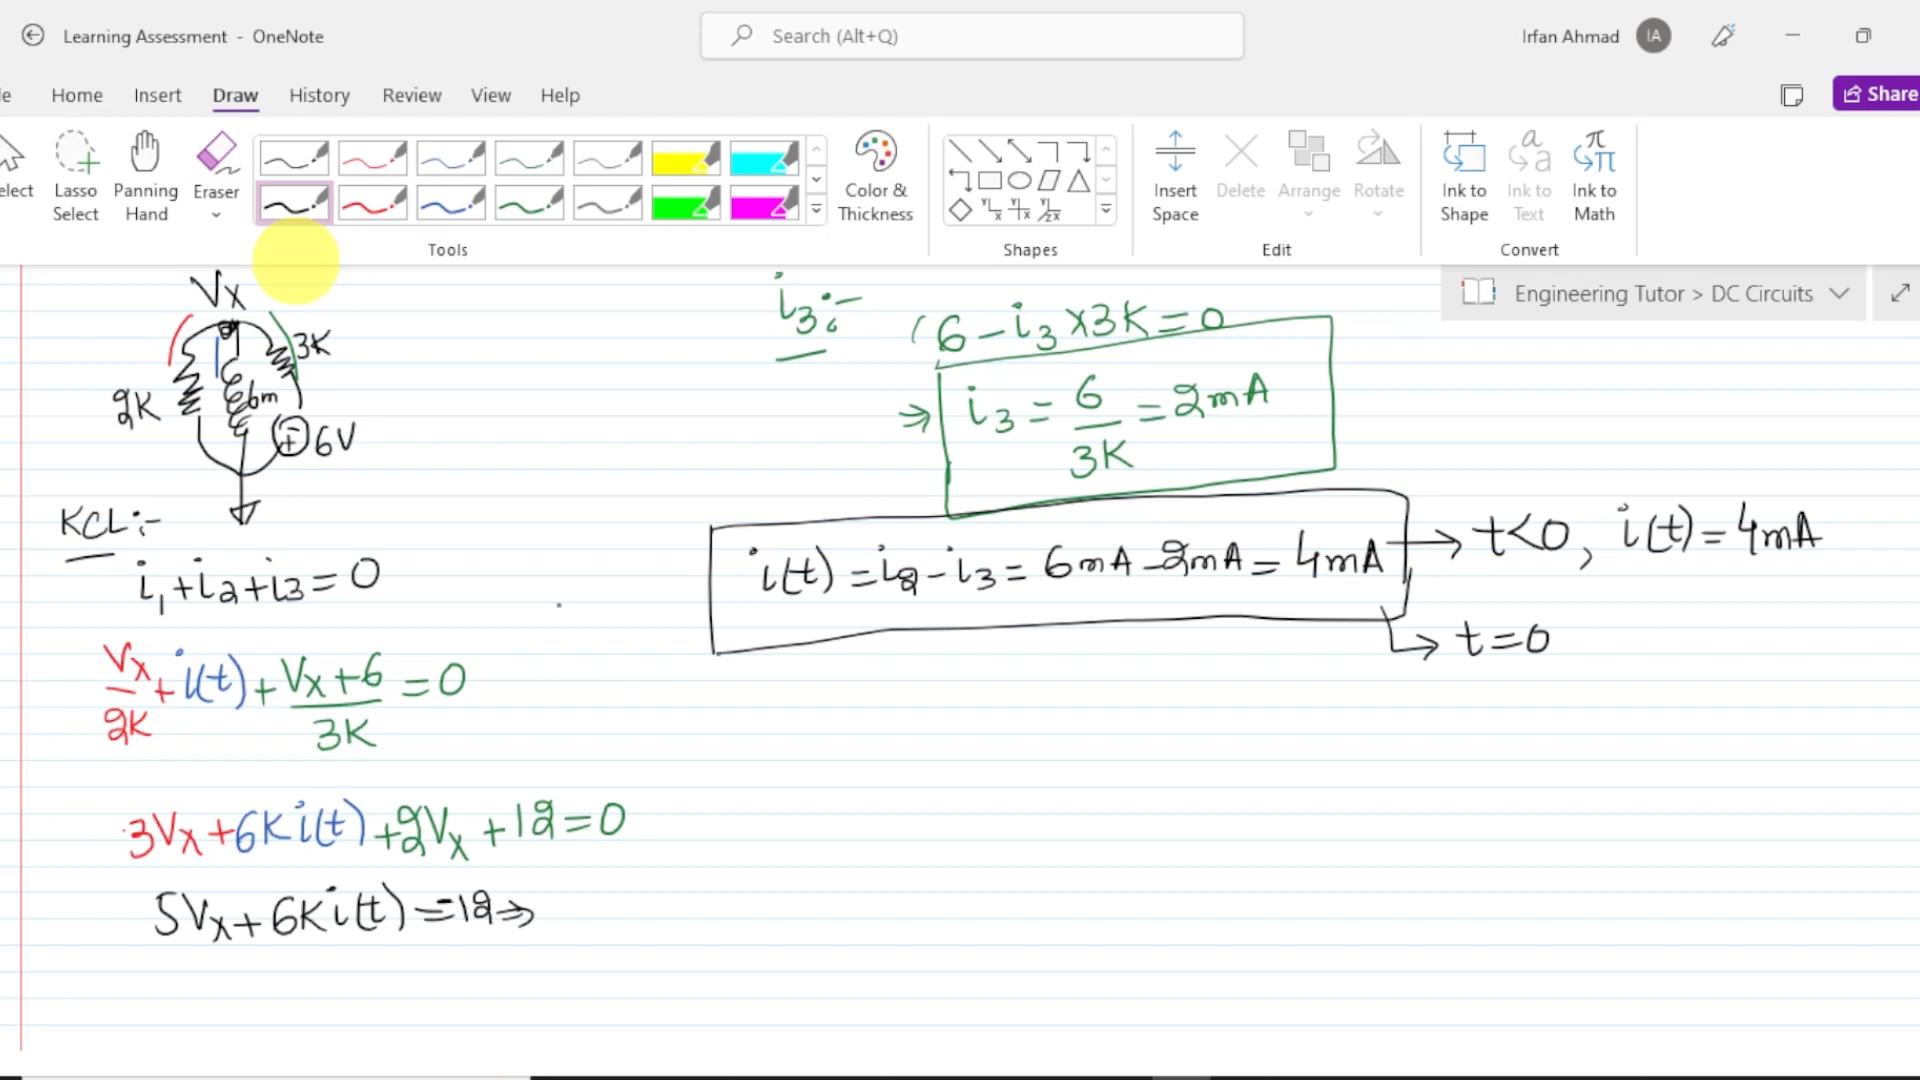 Learning Assessment - OneNote
Search (Alt+Q)
Irfan Ahmad
IA
Home Insert Draw History Review View Help
Share
Lasso Select
Panning Hand
Eraser
Color & Thickness
Insert Space
Delete
Arrange
Rotate
Ink to Shape
Ink to Text
Ink to Math
Tools
Shapes
Edit
Convert
Engineering Tutor > DC Circuits
Vx
3K
2K
6m
6V
KCL:-
i₁+i₂+i₃=0
Vx/2K + i(t) + Vx+6/3K = 0
3Vx+6Ki(t)+2Vx+12=0
5Vx+6Ki(t)=-12⇒
i₃:-
6-i₃×3K=0
⇒ i₃=6/3K=2mA
i(t)=i₂-i₃=6mA-2mA=4mA → t<0, i(t)=4mA
→ t=0